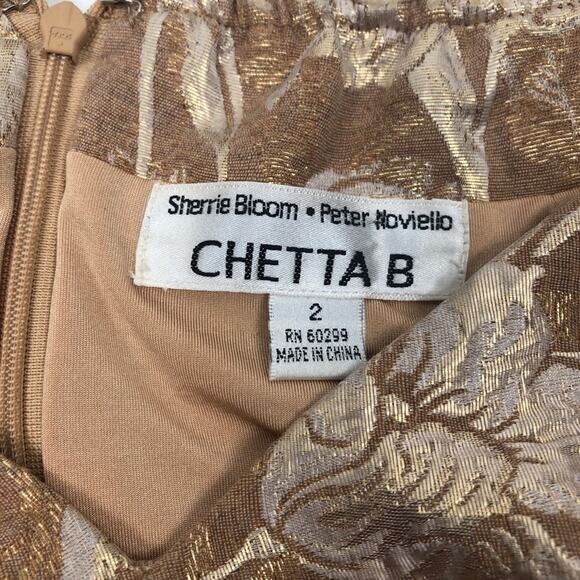 Sherrie Bloom • Peter Noviello
CHETTA B
2
RN 60299
MADE IN CHINA